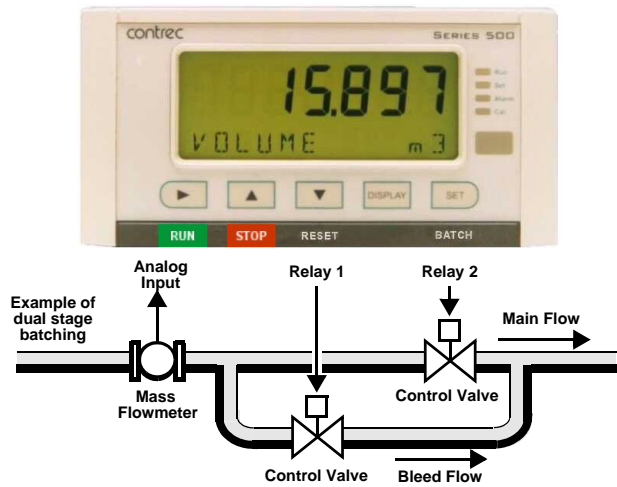 contrec SERIES 500
15.897
VOLUME m3
Run
Set
Alarm
Cal
DISPLAY SET
RUN STOP RESET BATCH
Analog
Input
Relay 1
Relay 2
Example of
dual stage
batching
Main Flow
Mass
Flowmeter
Control Valve
Control Valve
Bleed Flow